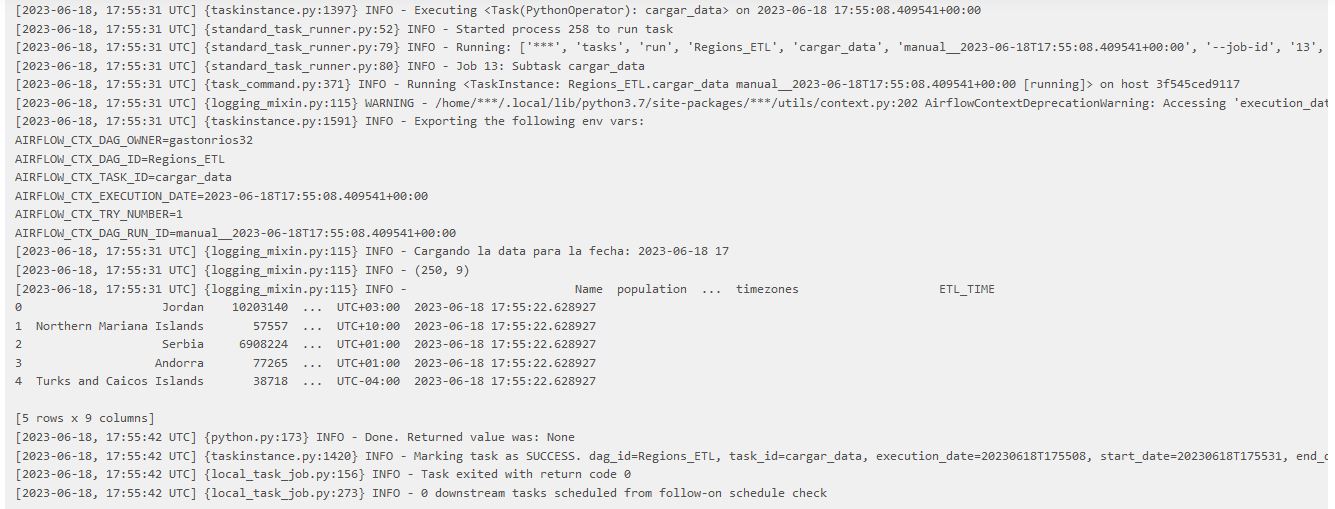 [2023-06-18, 17:55:31 UTC] {taskinstance.py:1397} INFO - Executing <Task(PythonOperator): cargar_data> on 2023-06-18 17:55:08.409541+00:00
[2023-06-18, 17:55:31 UTC] {standard_task_runner.py:52} INFO - Started process 258 to run task
[2023-06-18, 17:55:31 UTC] {standard_task_runner.py:79} INFO - Running: ['***', 'tasks', 'run', 'Regions_ETL', 'cargar_data', 'manual__2023-06-18T17:55:08.409541+00:00', '--job-id', '13',
[2023-06-18, 17:55:31 UTC] {standard_task_runner.py:80} INFO - Job 13: Subtask cargar_data
[2023-06-18, 17:55:31 UTC] {task_command.py:371} INFO - Running <TaskInstance: Regions_ETL.cargar_data manual__2023-06-18T17:55:08.409541+00:00 [running]> on host 3f545ced9117
[2023-06-18, 17:55:31 UTC] {logging_mixin.py:115} WARNING - /home/***/.local/lib/python3.7/site-packages/***/utils/context.py:202 AirflowContextDeprecationWarning: Accessing 'execution_dat
[2023-06-18, 17:55:31 UTC] {taskinstance.py:1591} INFO - Exporting the following env vars:
AIRFLOW_CTX_DAG_OWNER=gastonrios32
AIRFLOW_CTX_DAG_ID=Regions_ETL
AIRFLOW_CTX_TASK_ID=cargar_data
AIRFLOW_CTX_EXECUTION_DATE=2023-06-18T17:55:08.409541+00:00
AIRFLOW_CTX_TRY_NUMBER=1
AIRFLOW_CTX_DAG_RUN_ID=manual__2023-06-18T17:55:08.409541+00:00
[2023-06-18, 17:55:31 UTC] {logging_mixin.py:115} INFO - Cargando la data para la fecha: 2023-06-18 17
[2023-06-18, 17:55:31 UTC] {logging_mixin.py:115} INFO - (250, 9)
[2023-06-18, 17:55:31 UTC] {logging_mixin.py:115} INFO -                        Name  population  ...  timezones                    ETL_TIME
0                    Jordan    10203140  ...  UTC+03:00  2023-06-18 17:55:22.628927
1  Northern Mariana Islands       57557  ...  UTC+10:00  2023-06-18 17:55:22.628927
2                    Serbia     6908224  ...  UTC+01:00  2023-06-18 17:55:22.628927
3                   Andorra       77265  ...  UTC+01:00  2023-06-18 17:55:22.628927
4  Turks and Caicos Islands       38718  ...  UTC-04:00  2023-06-18 17:55:22.628927
[5 rows x 9 columns]
[2023-06-18, 17:55:42 UTC] {python.py:173} INFO - Done. Returned value was: None
[2023-06-18, 17:55:42 UTC] {taskinstance.py:1420} INFO - Marking task as SUCCESS. dag_id=Regions_ETL, task_id=cargar_data, execution_date=20230618T175508, start_date=20230618T175531, end_d
[2023-06-18, 17:55:42 UTC] {local_task_job.py:156} INFO - Task exited with return code 0
[2023-06-18, 17:55:42 UTC] {local_task_job.py:273} INFO - 0 downstream tasks scheduled from follow-on schedule check